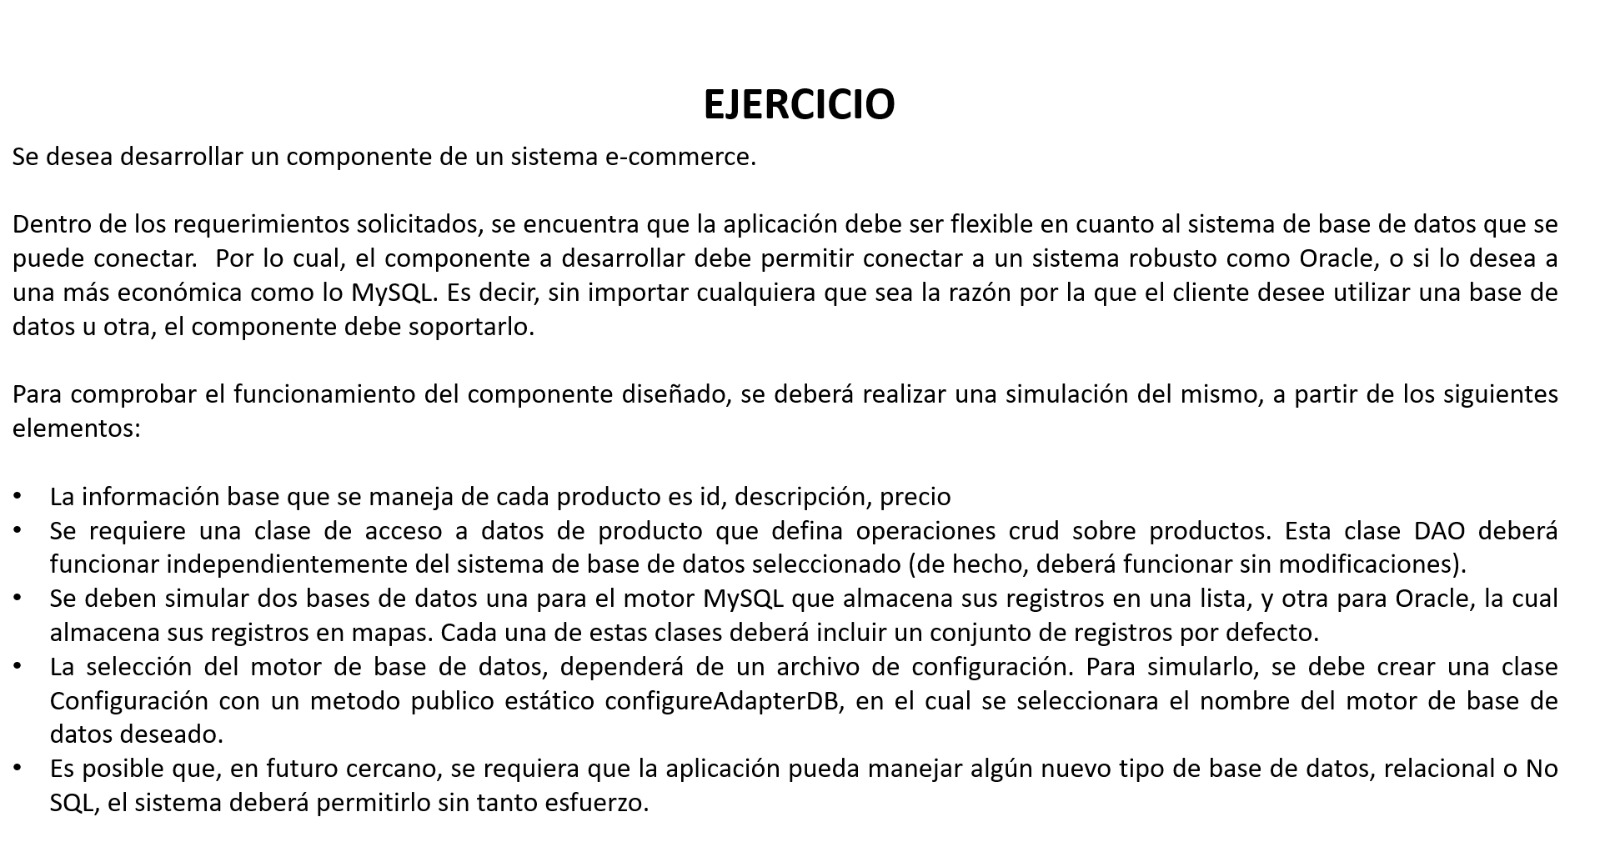 EJERCICIO
Se desea desarrollar un componente de un sistema e-commerce.
Dentro de los requerimientos solicitados, se encuentra que la aplicación debe ser flexible en cuanto al sistema de base de datos que se
puede conectar. Por lo cual, el componente a desarrollar debe permitir conectar a un sistema robusto como Oracle, o si lo desea a
una más económica como lo MySQL. Es decir, sin importar cualquiera que sea la razón por la que el cliente desee utilizar una base de
datos u otra, el componente debe soportarlo.
Para comprobar el funcionamiento del componente diseñado, se deberá realizar una simulación del mismo, a partir de los siguientes
elementos:
• La información base que se maneja de cada producto es id, descripción, precio
• Se requiere una clase de acceso a datos de producto que defina operaciones crud sobre productos. Esta clase DAO deberá
funcionar independientemente del sistema de base de datos seleccionado (de hecho, deberá funcionar sin modificaciones).
• Se deben simular dos bases de datos una para el motor MySQL que almacena sus registros en una lista, y otra para Oracle, la cual
almacena sus registros en mapas. Cada una de estas clases deberá incluir un conjunto de registros por defecto.
• La selección del motor de base de datos, dependerá de un archivo de configuración. Para simularlo, se debe crear una clase
Configuración con un metodo publico estático configureAdapterDB, en el cual se seleccionara el nombre del motor de base de
datos deseado.
• Es posible que, en futuro cercano, se requiera que la aplicación pueda manejar algún nuevo tipo de base de datos, relacional o No
SQL, el sistema deberá permitirlo sin tanto esfuerzo.